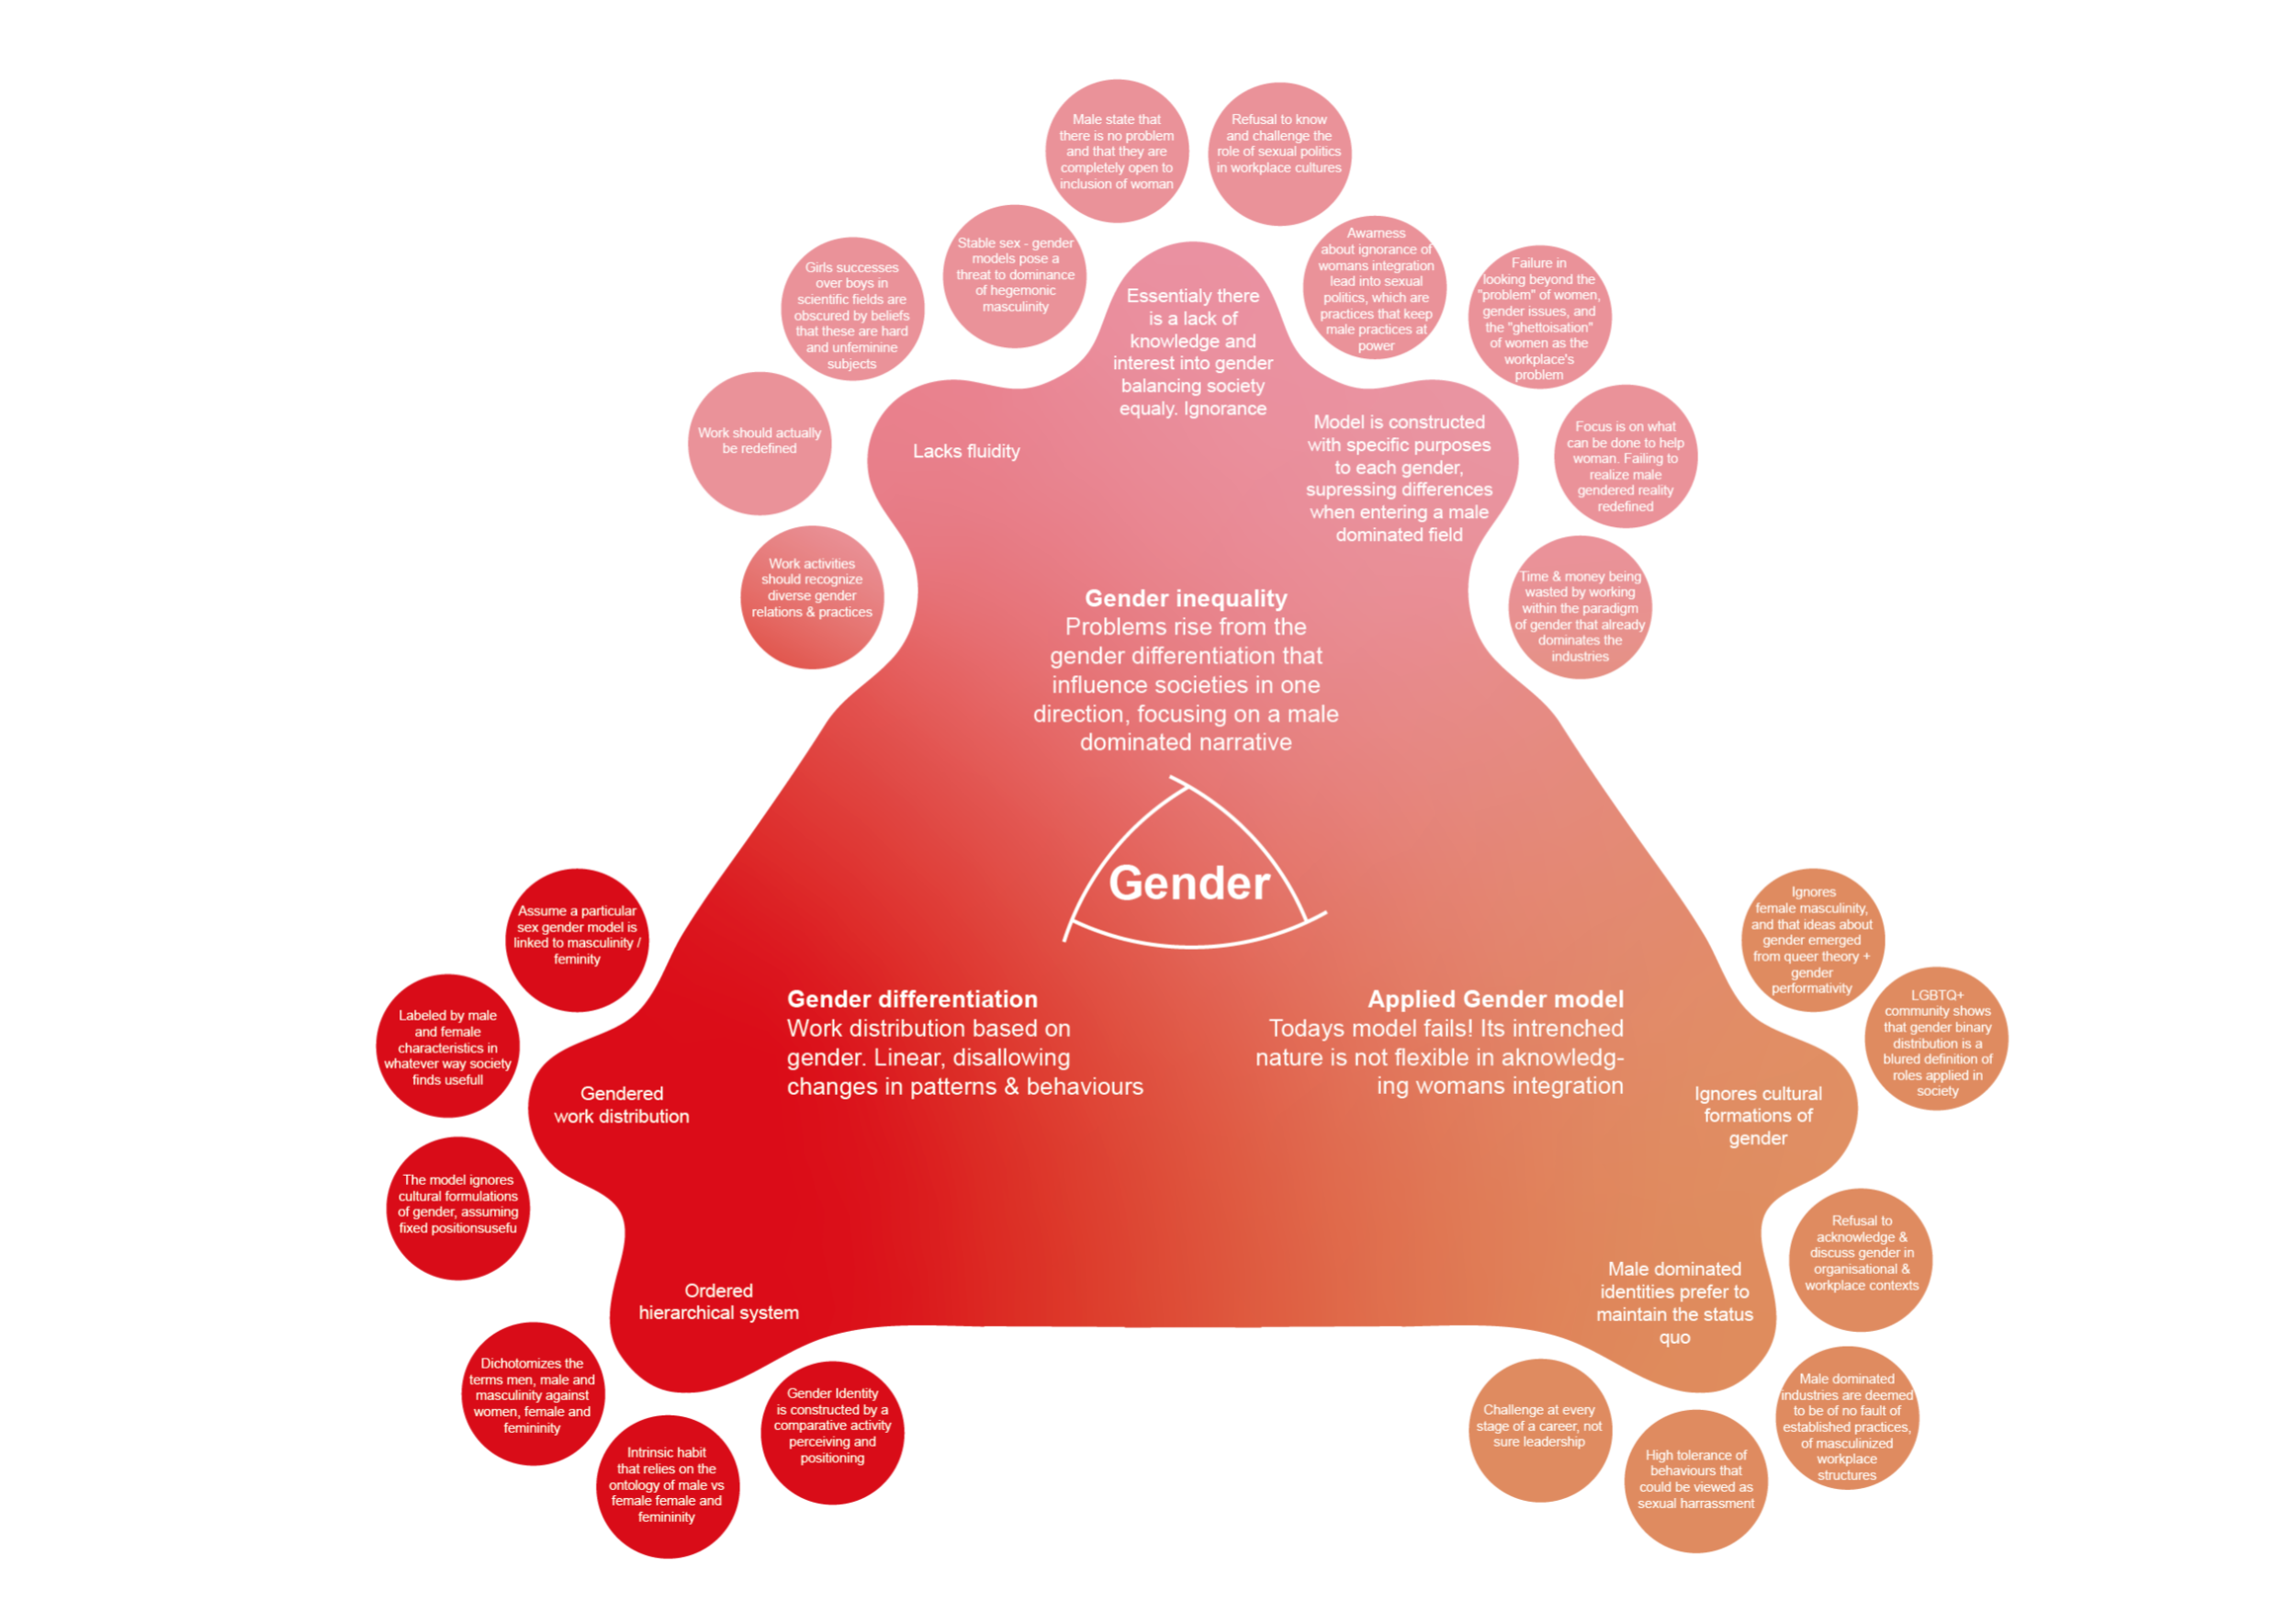 Male state that
there is no problem
and that they are
completely open to
inclusion of woman
Refusal to know
and challenge the
role of sexual politics
in workplace cultures
Stable sex - gender
models pose a
threat to dominance
of hegemonic
masculinity
Awarness
about ignorance of
womans integration
lead into sexual
politics, which are
practices that keep
male practices at
power
Girls successes
over boys in
scientific fields are
obscured by beliefs
that these are hard
and unfeminine
subjects
Failure in
looking beyond the
"problem" of women,
gender issues, and
the "ghettoisation"
of women as the
workplace's
problem
Essentialy there
is a lack of
knowledge and
interest into gender
balancing society
equaly. Ignorance
Work should actually
be redefined
Lacks fluidity
Model is constructed
with specific purposes
to each gender,
supressing differences
when entering a male
dominated field
Focus is on what
can be done to help
woman. Failing to
realize male
gendered reality
redefined
Work activities
should recognize
diverse gender
relations & practices
Time & money being
wasted by working
within the paradigm
of gender that already
dominates the
industries
Gender inequality
Problems rise from the
gender differentiation that
influence societies in one
direction, focusing on a male
dominated narrative
Gender
Assume a particular
sex gender model is
linked to masculinity /
feminity
Labeled by male
and female
characteristics in
whatever way society
finds usefull
Gender differentiation
Work distribution based on
gender. Linear, disallowing
changes in patterns & behaviours
Applied Gender model
Todays model fails! Its intrenched
nature is not flexible in aknowledg-
ing womans integration
Ignores
female masculinity,
and that ideas about
gender emerged
from queer theory +
gender
performativity
LGBTQ+
community shows
that gender binary
distribution is a
blured definition of
roles applied in
society
Gendered
work distribution
Ignores cultural
formations of
gender
The model ignores
cultural formulations
of gender, assuming
fixed positionsusefu
Ordered
hierarchical system
Male dominated
identities prefer to
maintain the status
quo
Refusal to
acknowledge &
discuss gender in
organisational &
workplace contexts
Dichotomizes the
terms men, male and
masculinity against
women, female and
femininity
Intrinsic habit
that relies on the
ontology of male vs
female female and
femininity
Gender Identity
is constructed by a
comparative activity
perceiving and
positioning
Challenge at every
stage of a career, not
sure leadership
High tolerance of
behaviours that
could be viewed as
sexual harrassment
Male dominated
industries are deemed
to be of no fault of
established practices,
of masculinized
workplace
structures